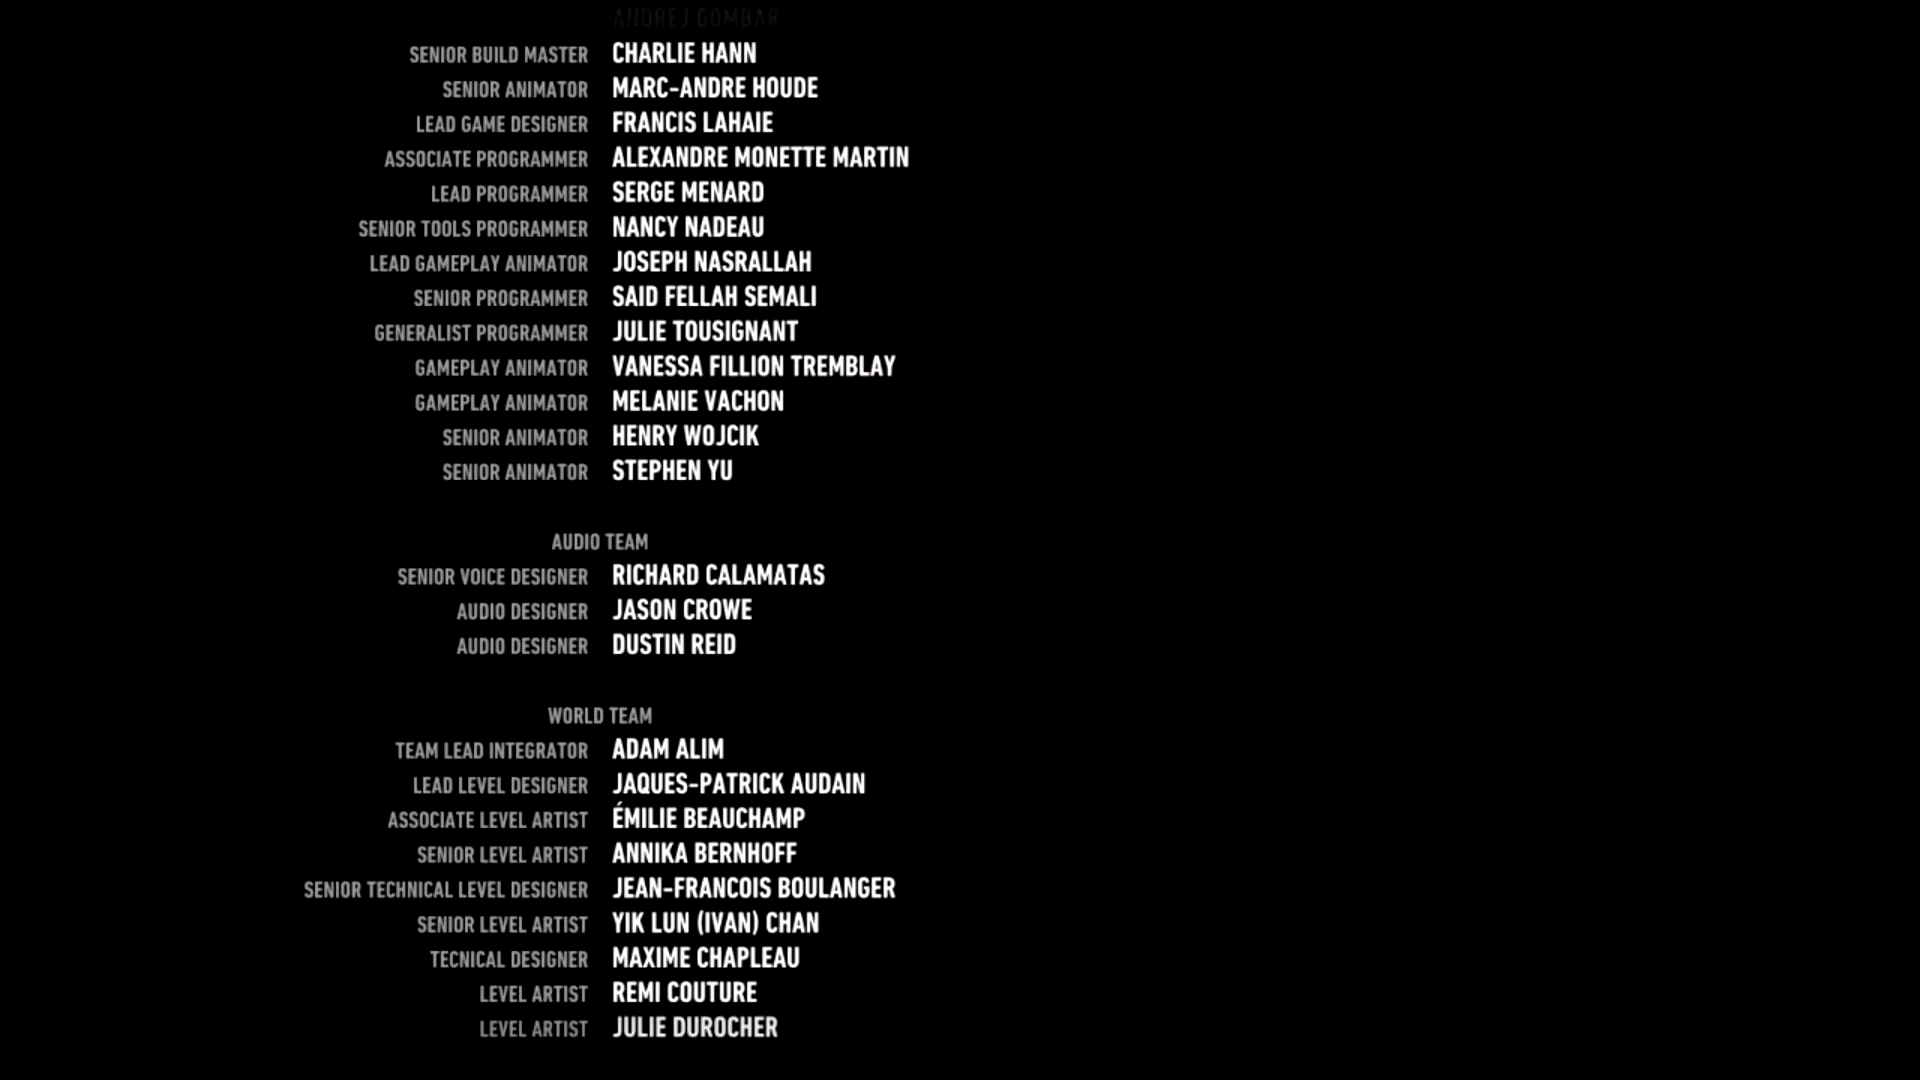 ANDREJ GOMBAR
SENIOR BUILD MASTER CHARLIE HANN
SENIOR ANIMATOR MARC-ANDRE HOUDE
LEAD GAME DESIGNER FRANCIS LAHAIE
ASSOCIATE PROGRAMMER ALEXANDRE MONETTE MARTIN
LEAD PROGRAMMER SERGE MENARD
SENIOR TOOLS PROGRAMMER NANCY NADEAU
LEAD GAMEPLAY ANIMATOR JOSEPH NASRALLAH
SENIOR PROGRAMMER SAID FELLAH SEMALI
GENERALIST PROGRAMMER JULIE TOUSIGNANT
GAMEPLAY ANIMATOR VANESSA FILLION TREMBLAY
GAMEPLAY ANIMATOR MELANIE VACHON
SENIOR ANIMATOR HENRY WOJCIK
SENIOR ANIMATOR STEPHEN YU
AUDIO TEAM
SENIOR VOICE DESIGNER RICHARD CALAMATAS
AUDIO DESIGNER JASON CROWE
AUDIO DESIGNER DUSTIN REID
WORLD TEAM
TEAM LEAD INTEGRATOR ADAM ALIM
LEAD LEVEL DESIGNER JAQUES-PATRICK AUDAIN
ASSOCIATE LEVEL ARTIST ÉMILIE BEAUCHAMP
SENIOR LEVEL ARTIST ANNIKA BERNHOFF
SENIOR TECHNICAL LEVEL DESIGNER JEAN-FRANCOIS BOULANGER
SENIOR LEVEL ARTIST YIK LUN (IVAN) CHAN
TECNICAL DESIGNER MAXIME CHAPLEAU
LEVEL ARTIST REMI COUTURE
LEVEL ARTIST JULIE DUROCHER